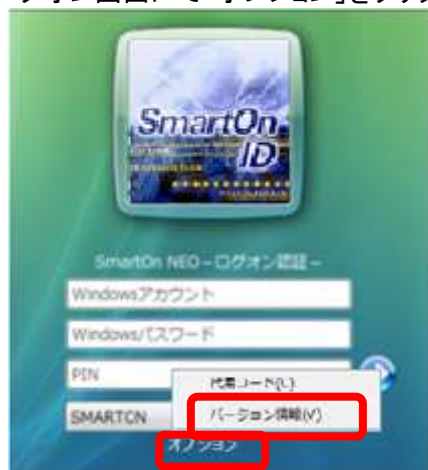 SmartOn
ID
SmartOn NEO-ログオン認証-
Windowsアカウント
Windowsパスワード
PIN
代用コード(L)
SMARTON
バージョン情報(V)
オプション